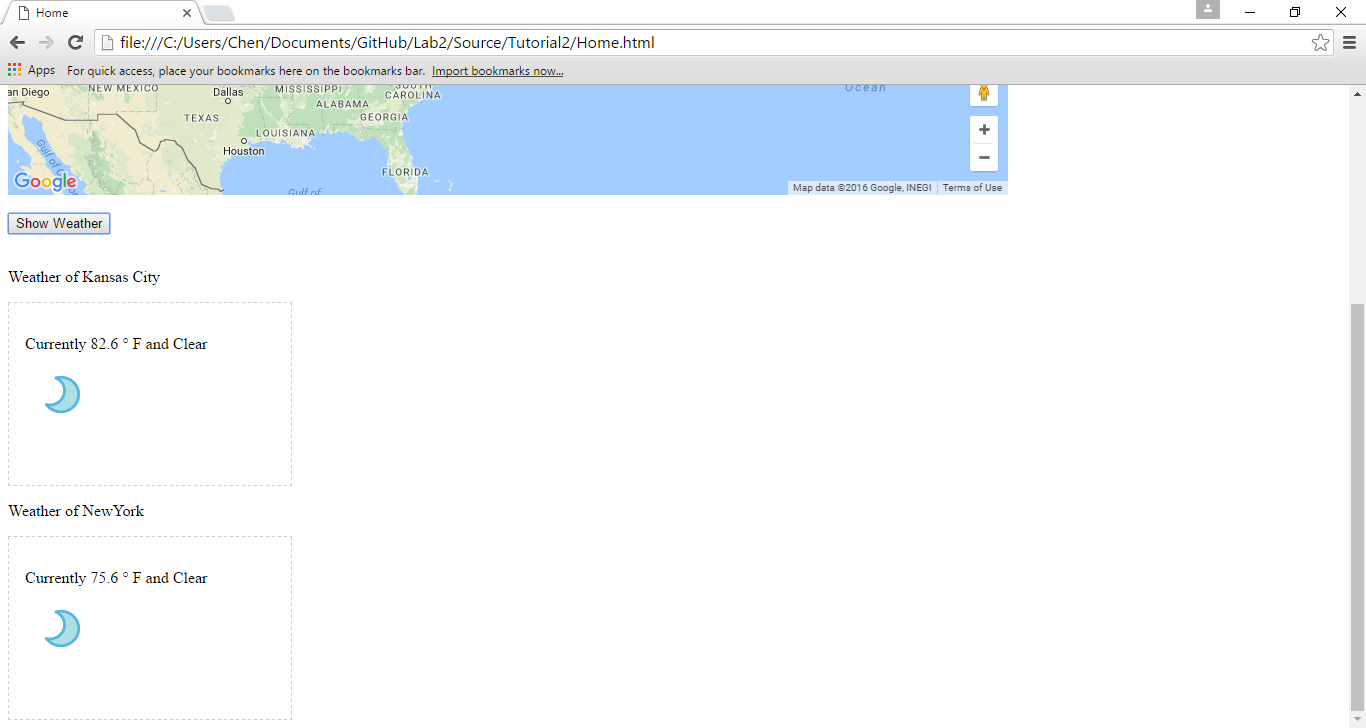 Home
file:///C:/Users/Chen/Documents/GitHub/Lab2/Source/Tutorial2/Home.html
Apps For quick access, place your bookmarks here on the bookmarks bar. Import bookmarks now...
an Diego
NEW MEXICO
Dallas
MISSISSIPPI
SOUTH
CAROLINA
Ocean
ALABAMA
TEXAS
GEORGIA
LOUISIANA
Houston
Gulf of
FLORIDA
Google
Gulf of
Map data ©2016 Google, INEGI
Terms of Use
Show Weather
Weather of Kansas City
Currently 82.6 ° F and Clear
Weather of NewYork
Currently 75.6 ° F and Clear